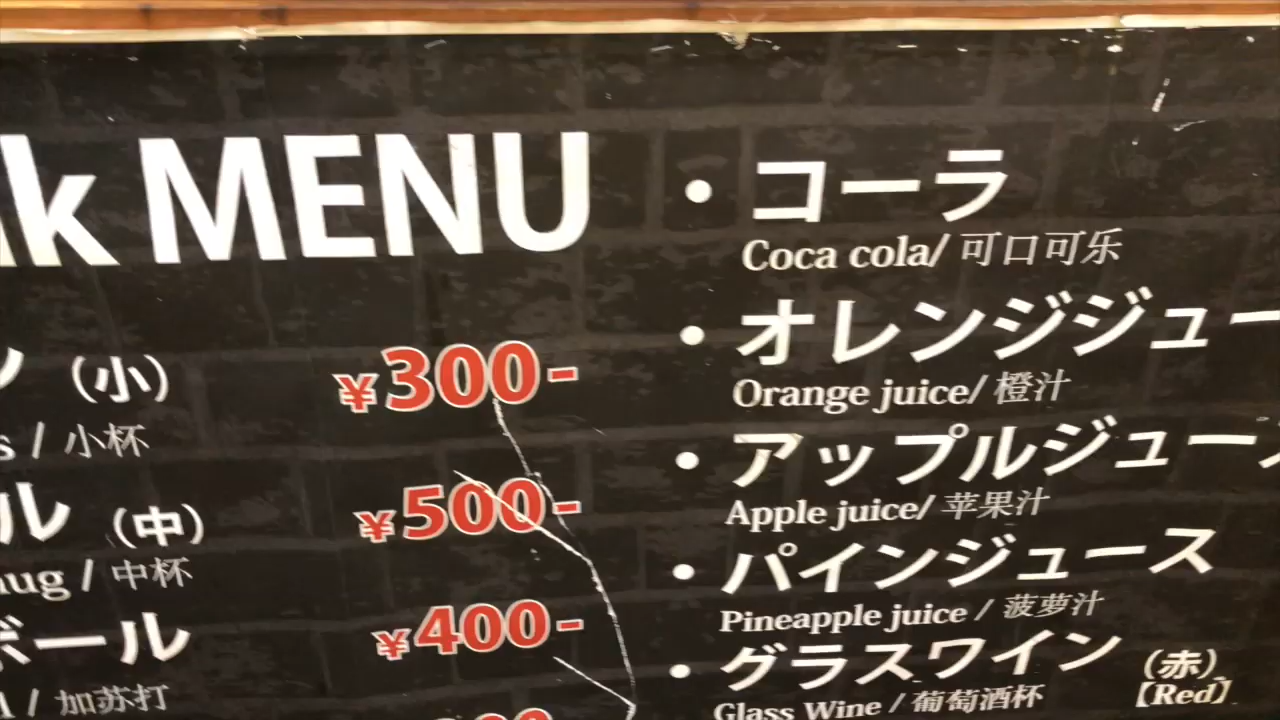 MENU
(小) ¥300-
/ 小杯
ル (中) ¥500-
mug / 中杯
ボール ¥400-
/ 加苏打
・コーラ
Coca cola/ 可口可乐
・オレンジジュー
Orange juice/ 橙汁
・アップルジュー
Apple juice/ 苹果汁
・パインジュース
Pineapple juice / 菠萝汁
・グラスワイン (赤)
Glass Wine / 葡萄酒杯 【Red】